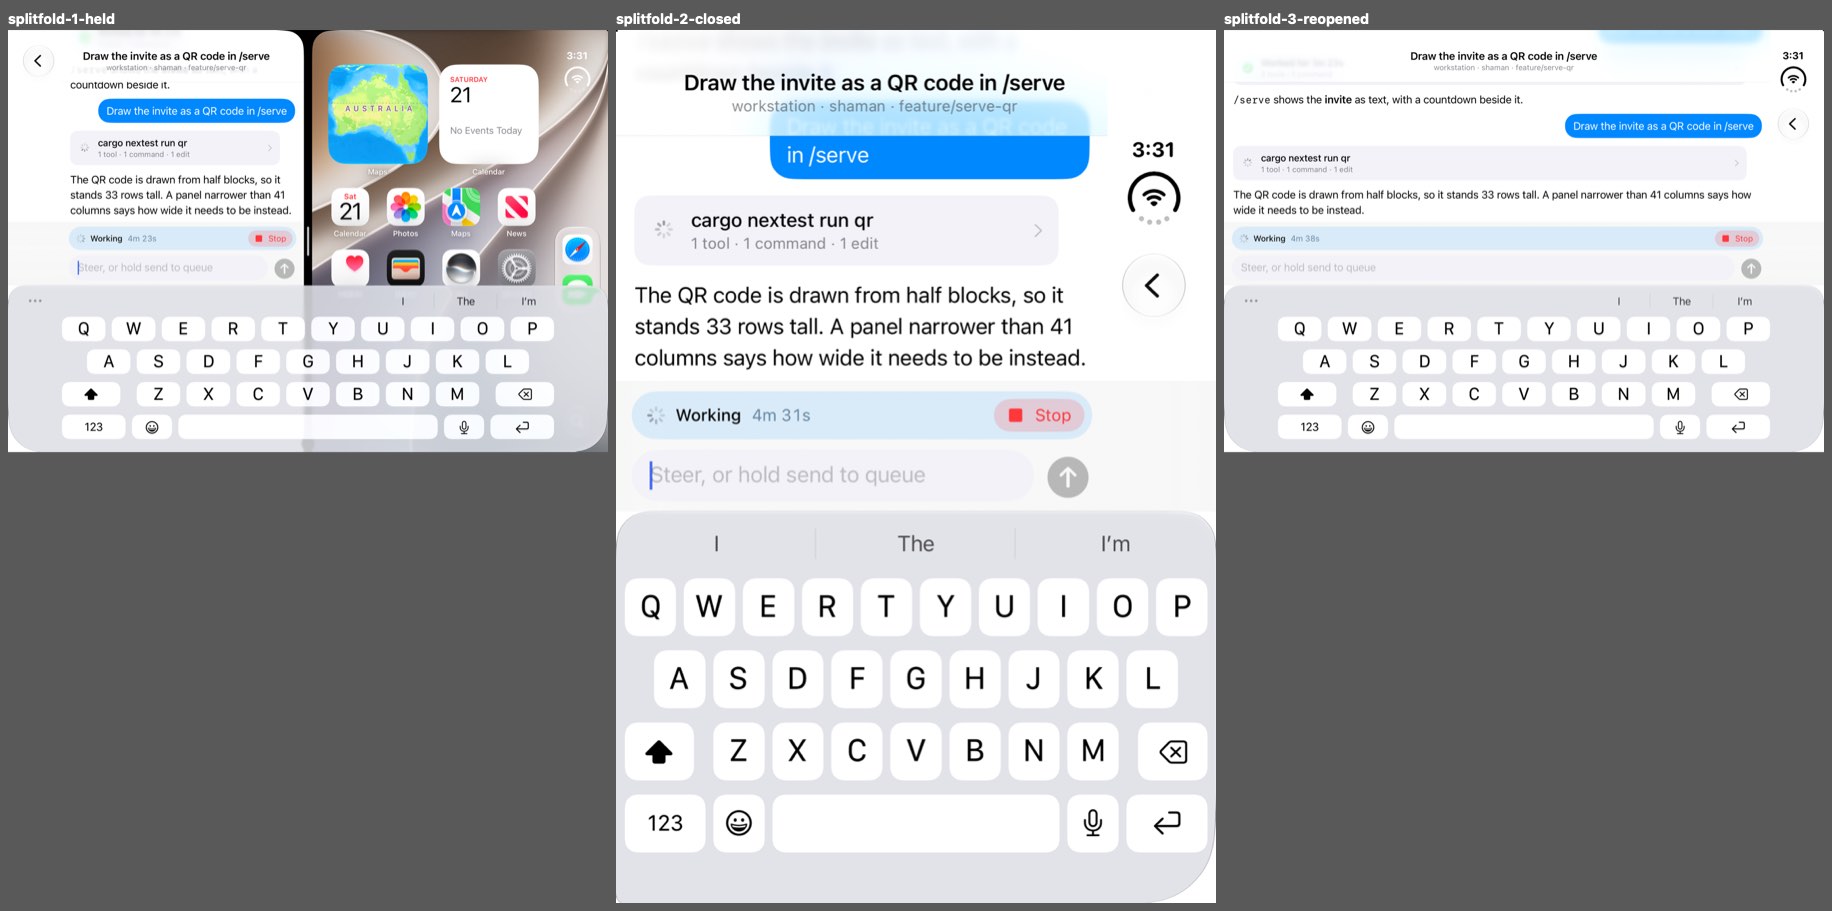 splitfold-1-held
Draw the invite as a QR code in /serve
workstation · shaman · feature/serve-qr
countdown beside it.
Draw the invite as a QR code in /serve
cargo nextest run qr
1 tool · 1 command · 1 edit
The QR code is drawn from half blocks, so it
stands 33 rows tall. A panel narrower than 41
columns says how wide it needs to be instead.
Working 4m 23s
Stop
Steer, or hold send to queue
3:31
AUSTRALIA
Maps
SATURDAY
21
No Events Today
Calendar
Sat
21
Calendar
Photos
Maps
News
I
The
I'm
Q W E R T Y U I O P
A S D F G H J K L
Z X C V B N M
123
splitfold-2-closed
Draw the invite as a QR code in /serve
workstation · shaman · feature/serve-qr
Draw the invite as a QR code
in /serve
3:31
cargo nextest run qr
1 tool · 1 command · 1 edit
The QR code is drawn from half blocks, so it
stands 33 rows tall. A panel narrower than 41
columns says how wide it needs to be instead.
Working 4m 31s
Stop
Steer, or hold send to queue
I
The
I'm
Q W E R T Y U I O P
A S D F G H J K L
Z X C V B N M
123
splitfold-3-reopened
Draw the invite as a QR code in /serve
workstation · shaman · feature/serve-qr
3:31
/serve shows the invite as text, with a countdown beside it.
Draw the invite as a QR code in /serve
cargo nextest run qr
1 tool · 1 command · 1 edit
The QR code is drawn from half blocks, so it stands 33 rows tall. A panel narrower than 41 columns says how
wide it needs to be instead.
Working 4m 38s
Stop
Steer, or hold send to queue
I
The
I'm
Q W E R T Y U I O P
A S D F G H J K L
Z X C V B N M
123